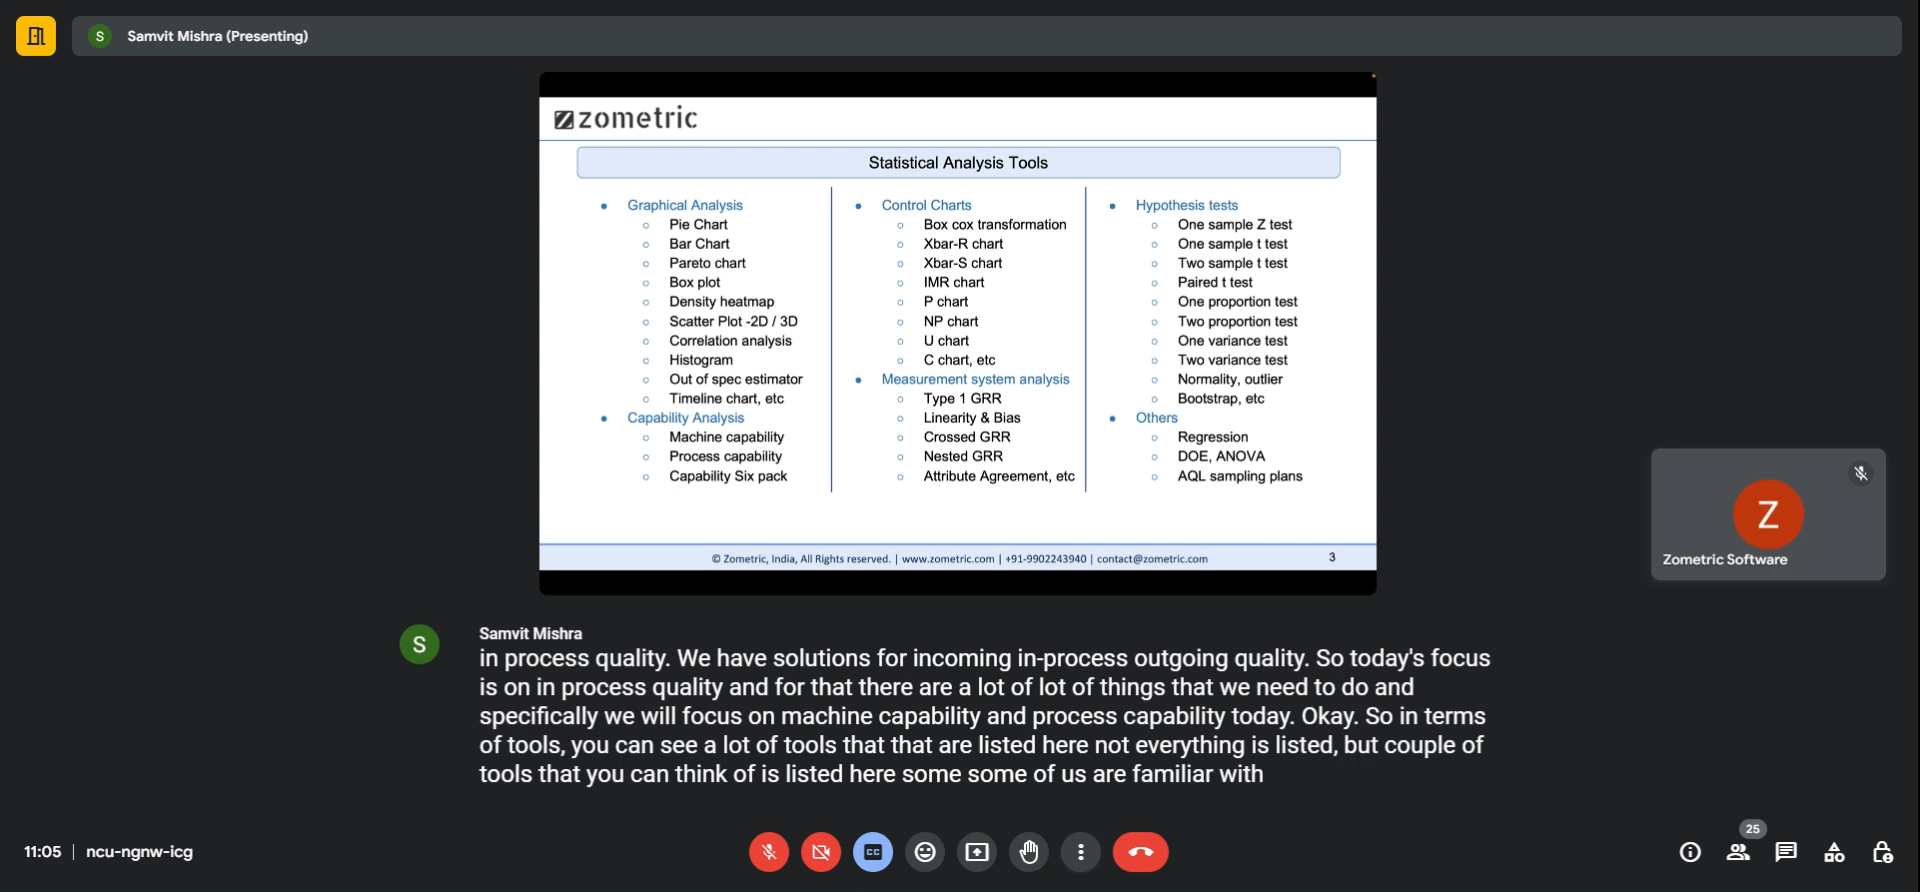 S
Samvit Mishra (Presenting)
zometric
Statistical Analysis Tools
Graphical Analysis
Pie Chart
Bar Chart
Pareto chart
Box plot
Density heatmap
Scatter Plot -2D / 3D
Correlation analysis
Histogram
Out of spec estimator
Timeline chart, etc
Capability Analysis
Machine capability
Process capability
Capability Six pack
Control Charts
Box cox transformation
Xbar-R chart
Xbar-S chart
IMR chart
P chart
NP chart
U chart
C chart, etc
Measurement system analysis
Type 1 GRR
Linearity & Bias
Crossed GRR
Nested GRR
Attribute Agreement, etc
Hypothesis tests
One sample Z test
One sample t test
Two sample t test
Paired t test
One proportion test
Two proportion test
One variance test
Two variance test
Normality, outlier
Bootstrap, etc
Others
Regression
DOE, ANOVA
AQL sampling plans
© Zometric, India, All Rights reserved. | www.zometric.com | +91-9902243940 | contact@zometric.com
3
Z
Zometric Software
S
Samvit Mishra
in process quality. We have solutions for incoming in-process outgoing quality. So today's focus
is on in process quality and for that there are a lot of lot of things that we need to do and
specifically we will focus on machine capability and process capability today. Okay. So in terms
of tools, you can see a lot of tools that that are listed here not everything is listed, but couple of
tools that you can think of is listed here some some of us are familiar with
11:05 | ncu-ngnw-icg
CC
25